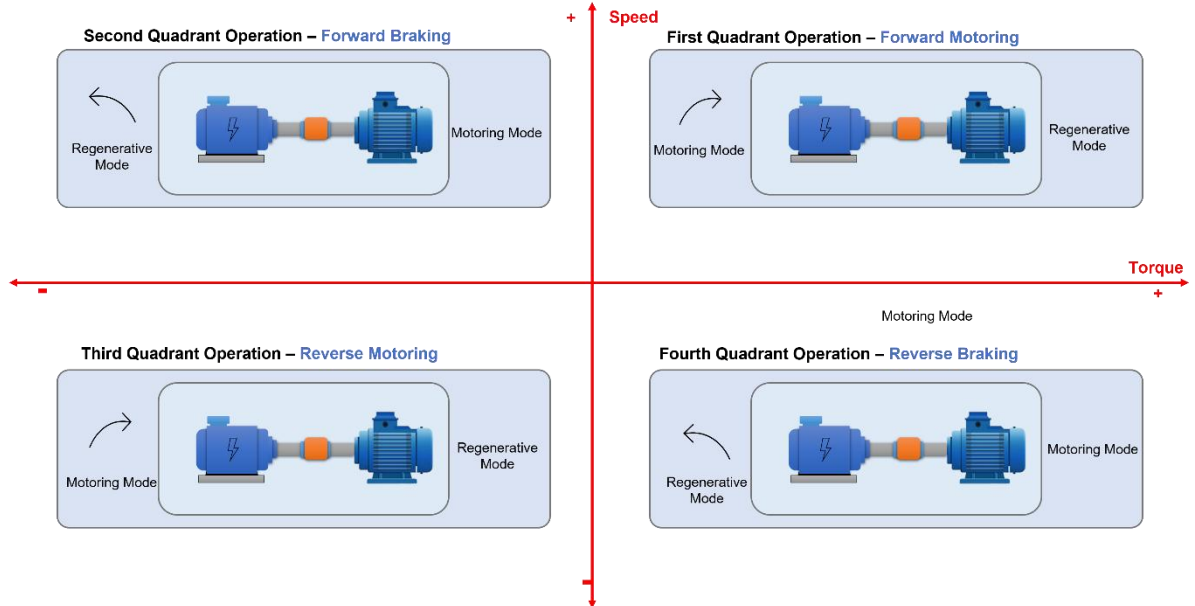 + Speed
Second Quadrant Operation – Forward Braking
First Quadrant Operation – Forward Motoring
Regenerative
Mode
Motoring Mode
Motoring Mode
Regenerative
Mode
Torque
-
+
Motoring Mode
Third Quadrant Operation – Reverse Motoring
Fourth Quadrant Operation – Reverse Braking
Motoring Mode
Regenerative
Mode
Regenerative
Mode
Motoring Mode
-